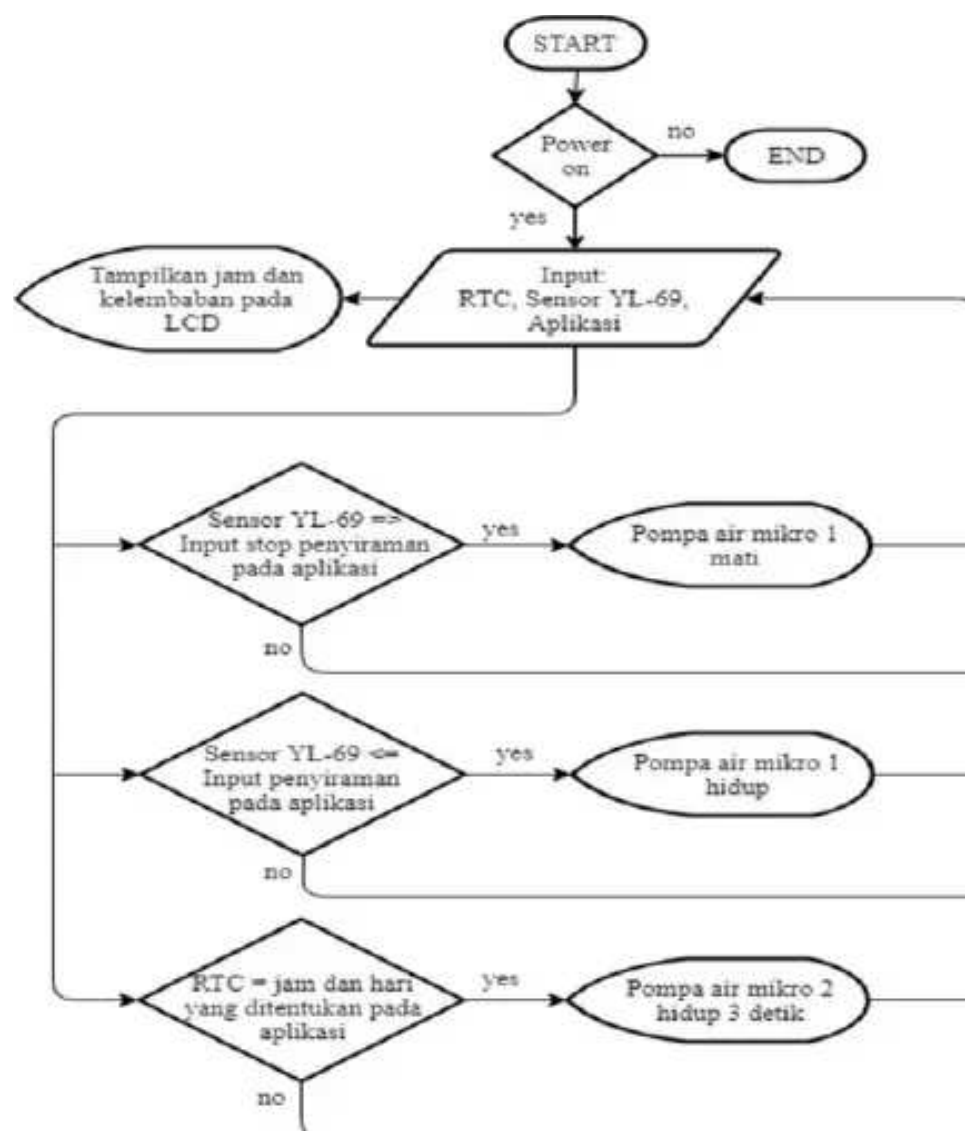 START
Power
on
no
END
yes
Tampilkan jam dan
kelembaban pada
LCD
Input:
RTC, Sensor YL-69,
Aplikasi
Sensor YL-69 =>
Input stop penyiraman
pada aplikasi
yes
Pompa air mikro 1
mati
no
Sensor YL-69 <=
Input penyiraman
pada aplikasi
yes
Pompa air mikro 1
hidup
no
RTC = jam dan hari
yang ditentukan pada
aplikasi
yes
Pompa air mikro 2
hidup 3 detik
no